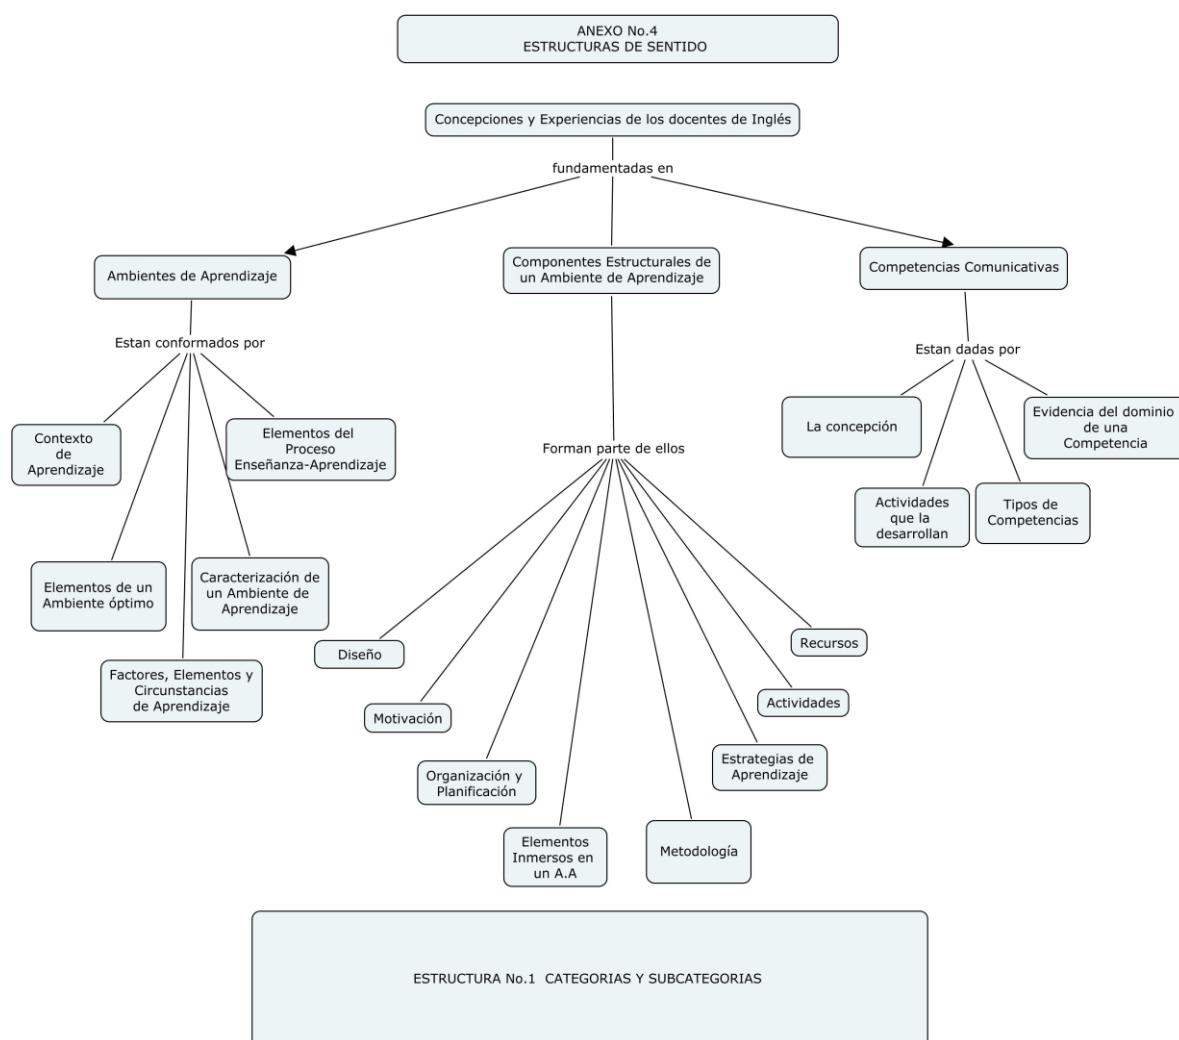 ANEXO No.4
ESTRUCTURAS DE SENTIDO
Concepciones y Experiencias de los docentes de Inglés
fundamentadas en
Ambientes de Aprendizaje
Componentes Estructurales de
un Ambiente de Aprendizaje
Competencias Comunicativas
Estan conformados por
Contexto
de
Aprendizaje
Elementos del
Proceso
Enseñanza-Aprendizaje
Elementos de un
Ambiente óptimo
Caracterización de
un Ambiente de
Aprendizaje
Factores, Elementos y
Circunstancias
de Aprendizaje
Forman parte de ellos
Diseño
Motivación
Organización y
Planificación
Elementos
Inmersos en
un A.A
Metodología
Estrategias de
Aprendizaje
Actividades
Recursos
Estan dadas por
La concepción
Actividades
que la
desarrollan
Tipos de
Competencias
Evidencia del dominio
de una
Competencia
ESTRUCTURA No.1 CATEGORIAS Y SUBCATEGORIAS